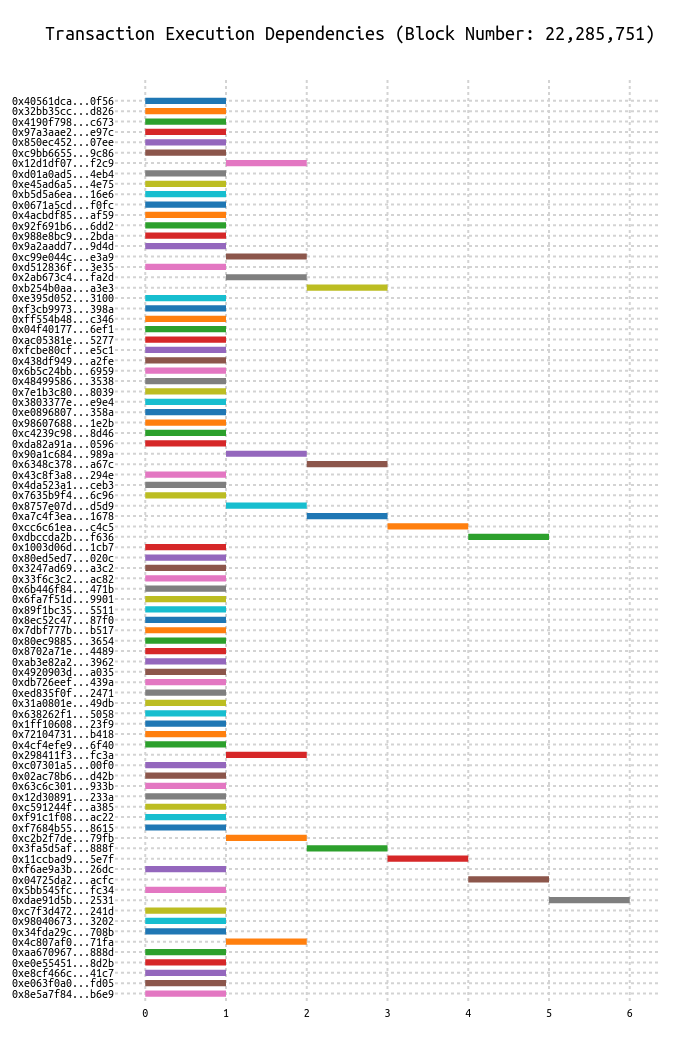 Transaction Execution Dependencies (Block Number: 22,285,751)
0x40561dca...0f56
0x32bb35cc...d826
0x4190f798...c673
0x97a3aae2...e97c
0x850ec452...07ee
0xc9bb6655...9c86
0x12d1df07...f2c9
0xd01a0ad5...4eb4
0xe45ad6a5...4e75
0xb5d5a6ea...16e6
0x0671a5cd...f0fc
0x4acbdf85...af59
0x92f691b6...6dd2
0x988e8bc9...2bda
0x9a2aadd7...9d4d
0xc99e044c...e3a9
0xd512836f...3e35
0x2ab673c4...fa2d
0xb254b0aa...a3e3
0xe395d052...3100
0xf3cb9973...398a
0xff554b48...c346
0x04f40177...6ef1
0xac05381e...5277
0xfcbe80cf...e5c1
0x438df949...a2fe
0x6b5c24bb...6959
0x48499586...3538
0x7e1b3c80...8039
0x3803377e...e9e4
0xe0896807...358a
0x98607688...1e2b
0xc4239c98...8d46
0xda82a91a...0596
0x90a1c684...989a
0x6348c378...a67c
0x43c8f3a8...294e
0x4da523a1...ceb3
0x7635b9f4...6c96
0x8757e07d...d5d9
0xa7c4f3ea...1678
0xcc6c61ea...c4c5
0xdbccda2b...f636
0x1003d06d...1cb7
0x80ed5ed7...020c
0x3247ad69...a3c2
0x33f6c3c2...ac82
0x6b446f84...471b
0x6fa7f51d...9901
0x89f1bc35...5511
0x8ec52c47...87f0
0x7dbf777b...b517
0x80ec9885...3654
0x8702a71e...4489
0xab3e82a2...3962
0x4920903d...a035
0xdb726eef...439a
0xed835f0f...2471
0x31a0801e...49db
0x638262f1...5058
0x1ff10608...23f9
0x72104731...b418
0x4cf4efe9...6f40
0x298411f3...fc3a
0xc07301a5...00f0
0x02ac78b6...d42b
0x63c6c301...933b
0x12d30891...233a
0xc591244f...a385
0xf91c1f08...ac22
0xf7684b55...8615
0xc2b2f7de...79fb
0x3fa5d5af...888f
0x11ccbad9...5e7f
0xf6ae9a3b...26dc
0x04725da2...acfc
0x5bb545fc...fc34
0xdae91d5b...2531
0xc7f3d472...241d
0x98040673...3202
0x34fda29c...708b
0x4c807af0...71fa
0xaa670967...888d
0xe0e55451...8d2b
0xe8cf466c...41c7
0xe063f0a0...fd05
0x8e5a7f84...b6e9
0 1 2 3 4 5 6